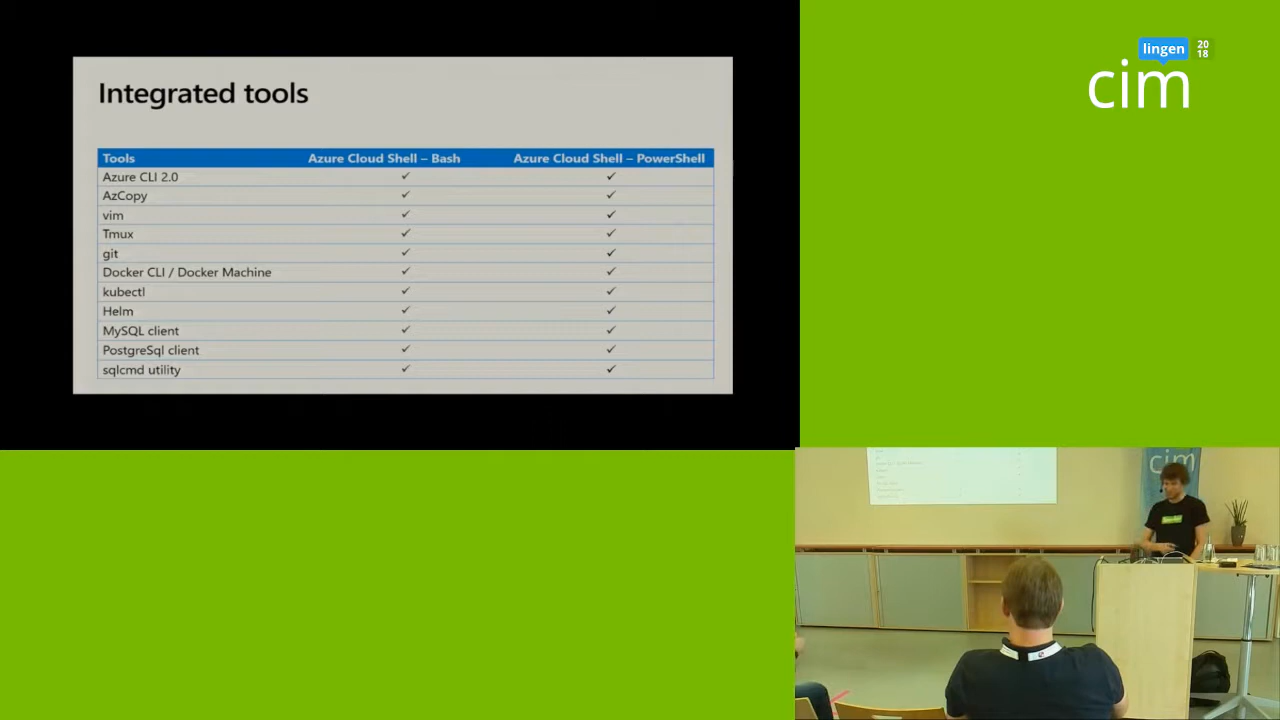 Integrated tools
Tools Azure Cloud Shell – Bash Azure Cloud Shell – PowerShell
Azure CLI 2.0 ✓ ✓
AzCopy ✓ ✓
vim ✓ ✓
Tmux ✓ ✓
git ✓ ✓
Docker CLI / Docker Machine ✓ ✓
kubectl ✓ ✓
Helm ✓ ✓
MySQL client ✓ ✓
PostgreSql client ✓ ✓
sqlcmd utility ✓ ✓
lingen
20
18
cim
cim